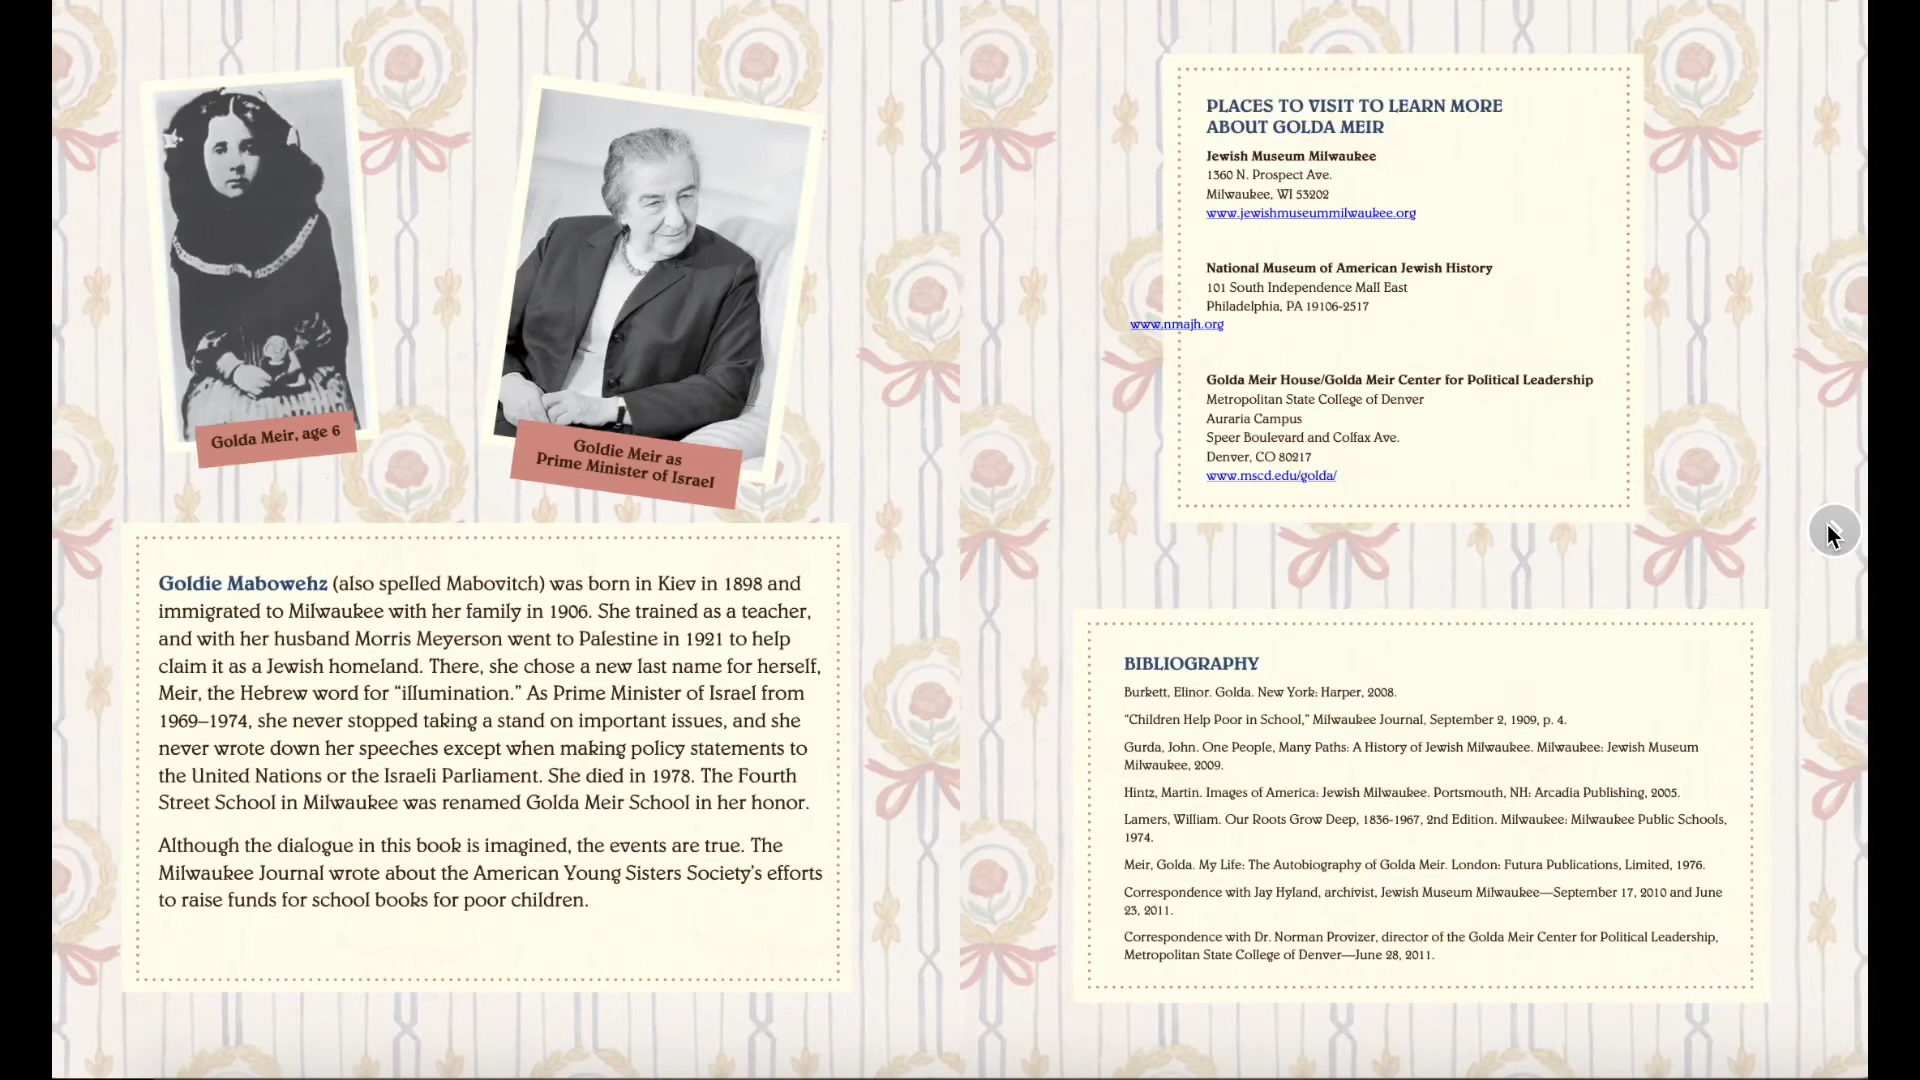 Golda Meir, age 6
Goldie Meir as
Prime Minister of Israel
Goldie Mabowehz (also spelled Mabovitch) was born in Kiev in 1898 and
immigrated to Milwaukee with her family in 1906. She trained as a teacher,
and with her husband Morris Meyerson went to Palestine in 1921 to help
claim it as a Jewish homeland. There, she chose a new last name for herself,
Meir, the Hebrew word for “illumination.” As Prime Minister of Israel from
1969–1974, she never stopped taking a stand on important issues, and she
never wrote down her speeches except when making policy statements to
the United Nations or the Israeli Parliament. She died in 1978. The Fourth
Street School in Milwaukee was renamed Golda Meir School in her honor.
Although the dialogue in this book is imagined, the events are true. The
Milwaukee Journal wrote about the American Young Sisters Society’s efforts
to raise funds for school books for poor children.
PLACES TO VISIT TO LEARN MORE
ABOUT GOLDA MEIR
Jewish Museum Milwaukee
1360 N. Prospect Ave.
Milwaukee, WI 53202
www.jewishmuseummilwaukee.org
National Museum of American Jewish History
101 South Independence Mall East
Philadelphia, PA 19106-2517
www.nmajh.org
Golda Meir House/Golda Meir Center for Political Leadership
Metropolitan State College of Denver
Auraria Campus
Speer Boulevard and Colfax Ave.
Denver, CO 80217
www.mscd.edu/golda/
BIBLIOGRAPHY
Burkett, Elinor. Golda. New York: Harper, 2008.
“Children Help Poor in School,” Milwaukee Journal, September 2, 1909, p. 4.
Gurda, John. One People, Many Paths: A History of Jewish Milwaukee. Milwaukee: Jewish Museum
Milwaukee, 2009.
Hintz, Martin. Images of America: Jewish Milwaukee. Portsmouth, NH: Arcadia Publishing, 2005.
Lamers, William. Our Roots Grow Deep, 1836-1967, 2nd Edition. Milwaukee: Milwaukee Public Schools,
1974.
Meir, Golda. My Life: The Autobiography of Golda Meir. London: Futura Publications, Limited, 1976.
Correspondence with Jay Hyland, archivist, Jewish Museum Milwaukee—September 17, 2010 and June
23, 2011.
Correspondence with Dr. Norman Provizer, director of the Golda Meir Center for Political Leadership,
Metropolitan State College of Denver—June 28, 2011.